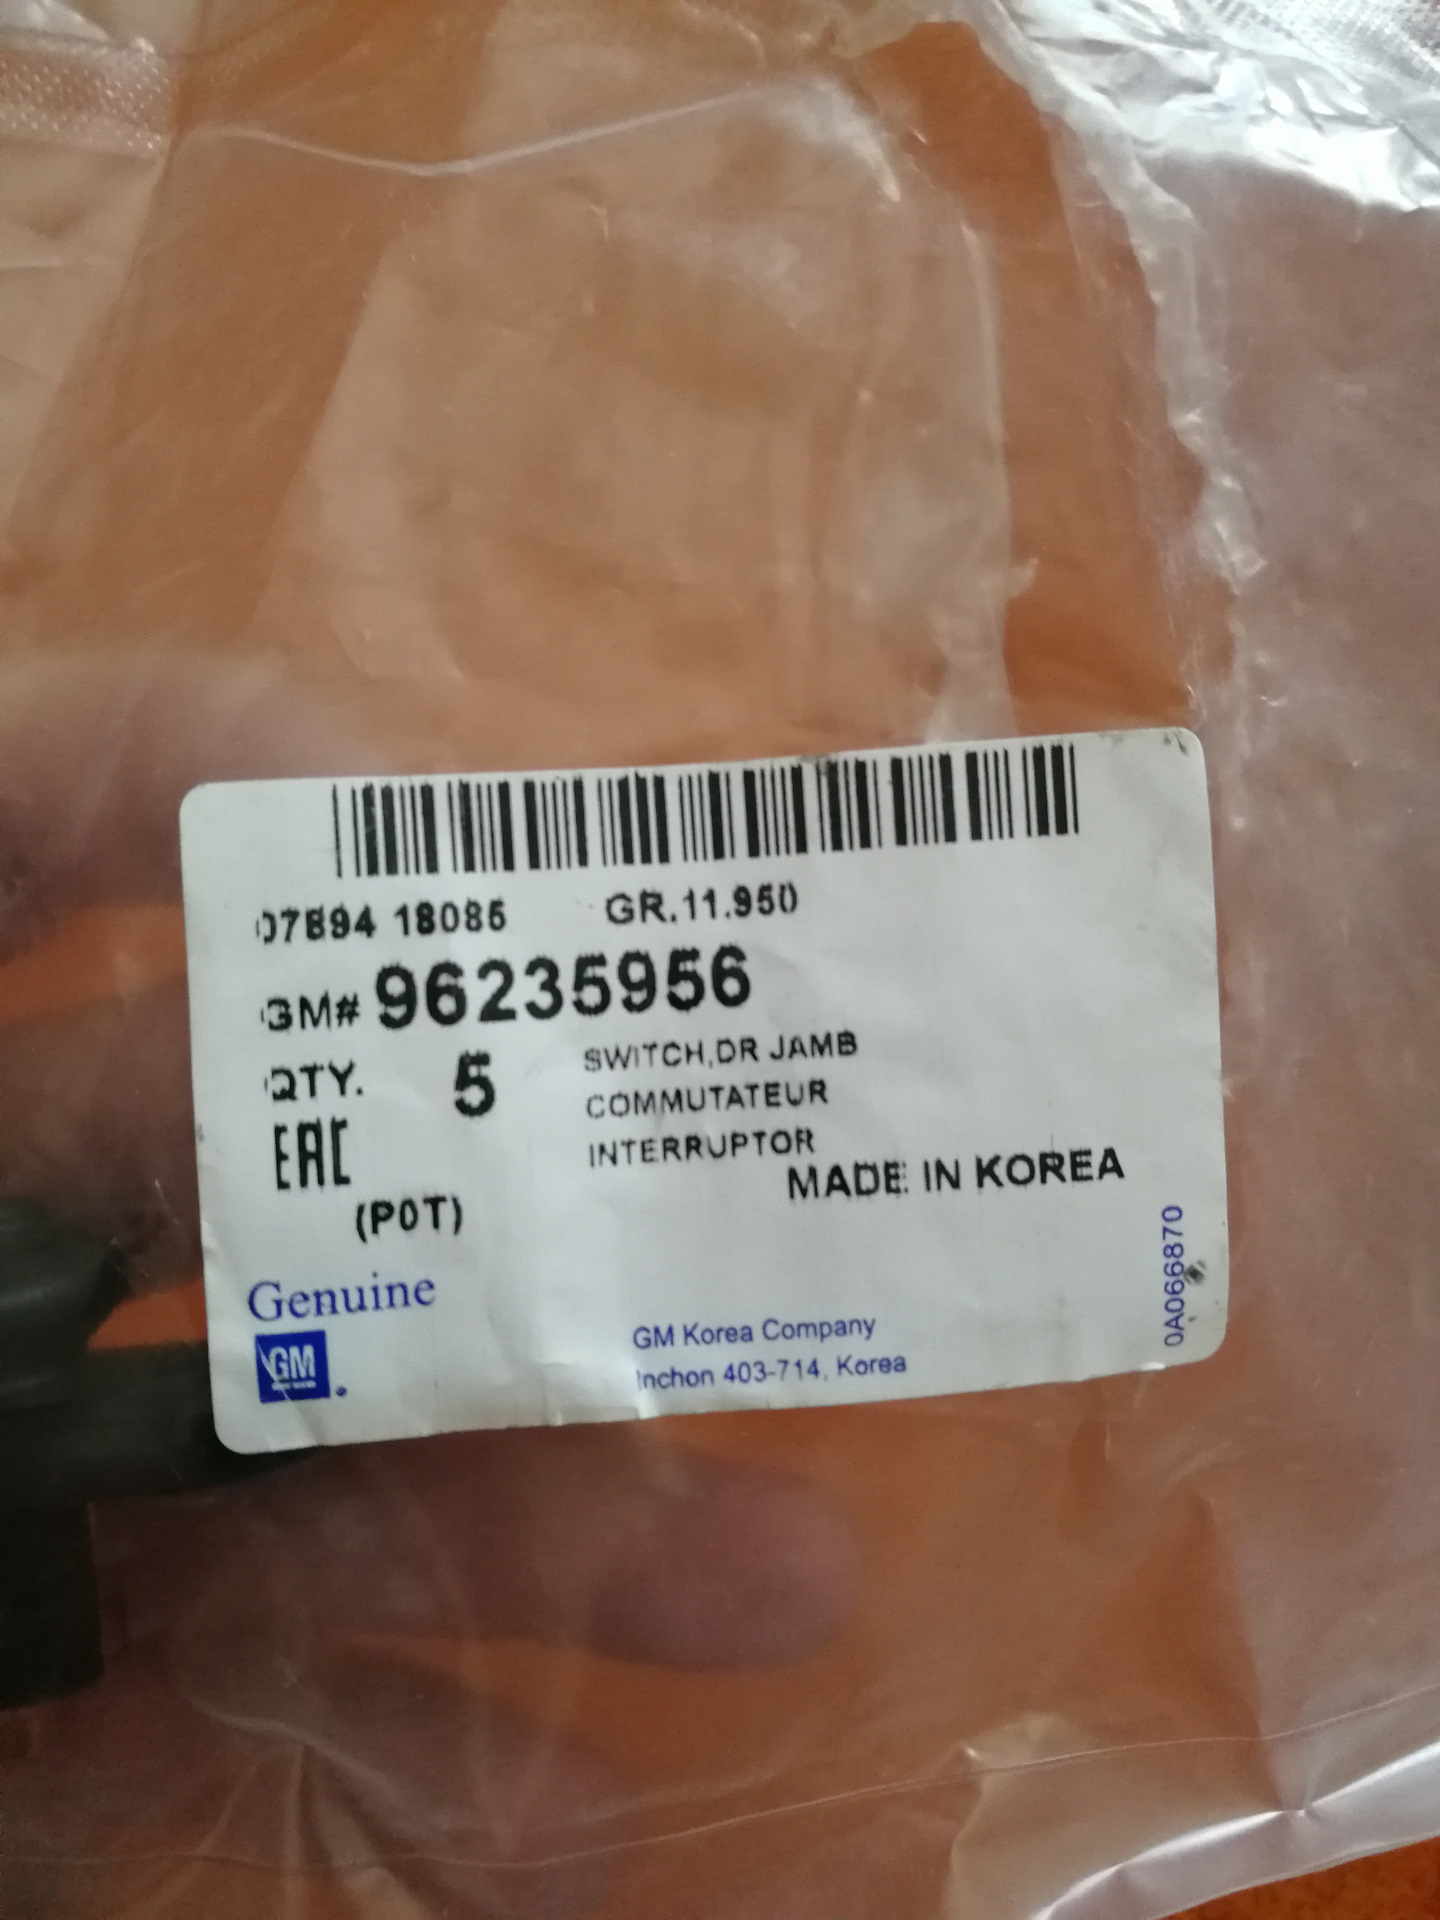 07894 18085 GR.11.950
GM# 96235956
QTY. 5 SWITCH,DR JAMB
COMMUTATEUR
INTERRUPTOR
EAC
MADE IN KOREA
(P0T)
Genuine
GM
GM Korea Company
Inchon 403-714, Korea
0A066870